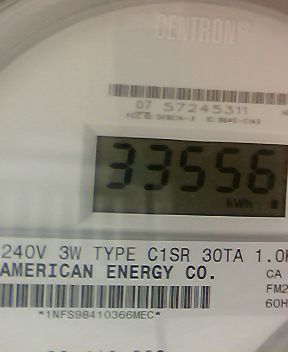 CENTRON®
07 57245311
33556
kWh
240V 3W TYPE C1SR 30TA 1.0K
AMERICAN ENERGY CO.
CA
FM2
*1NFS98410366MEC*
60H